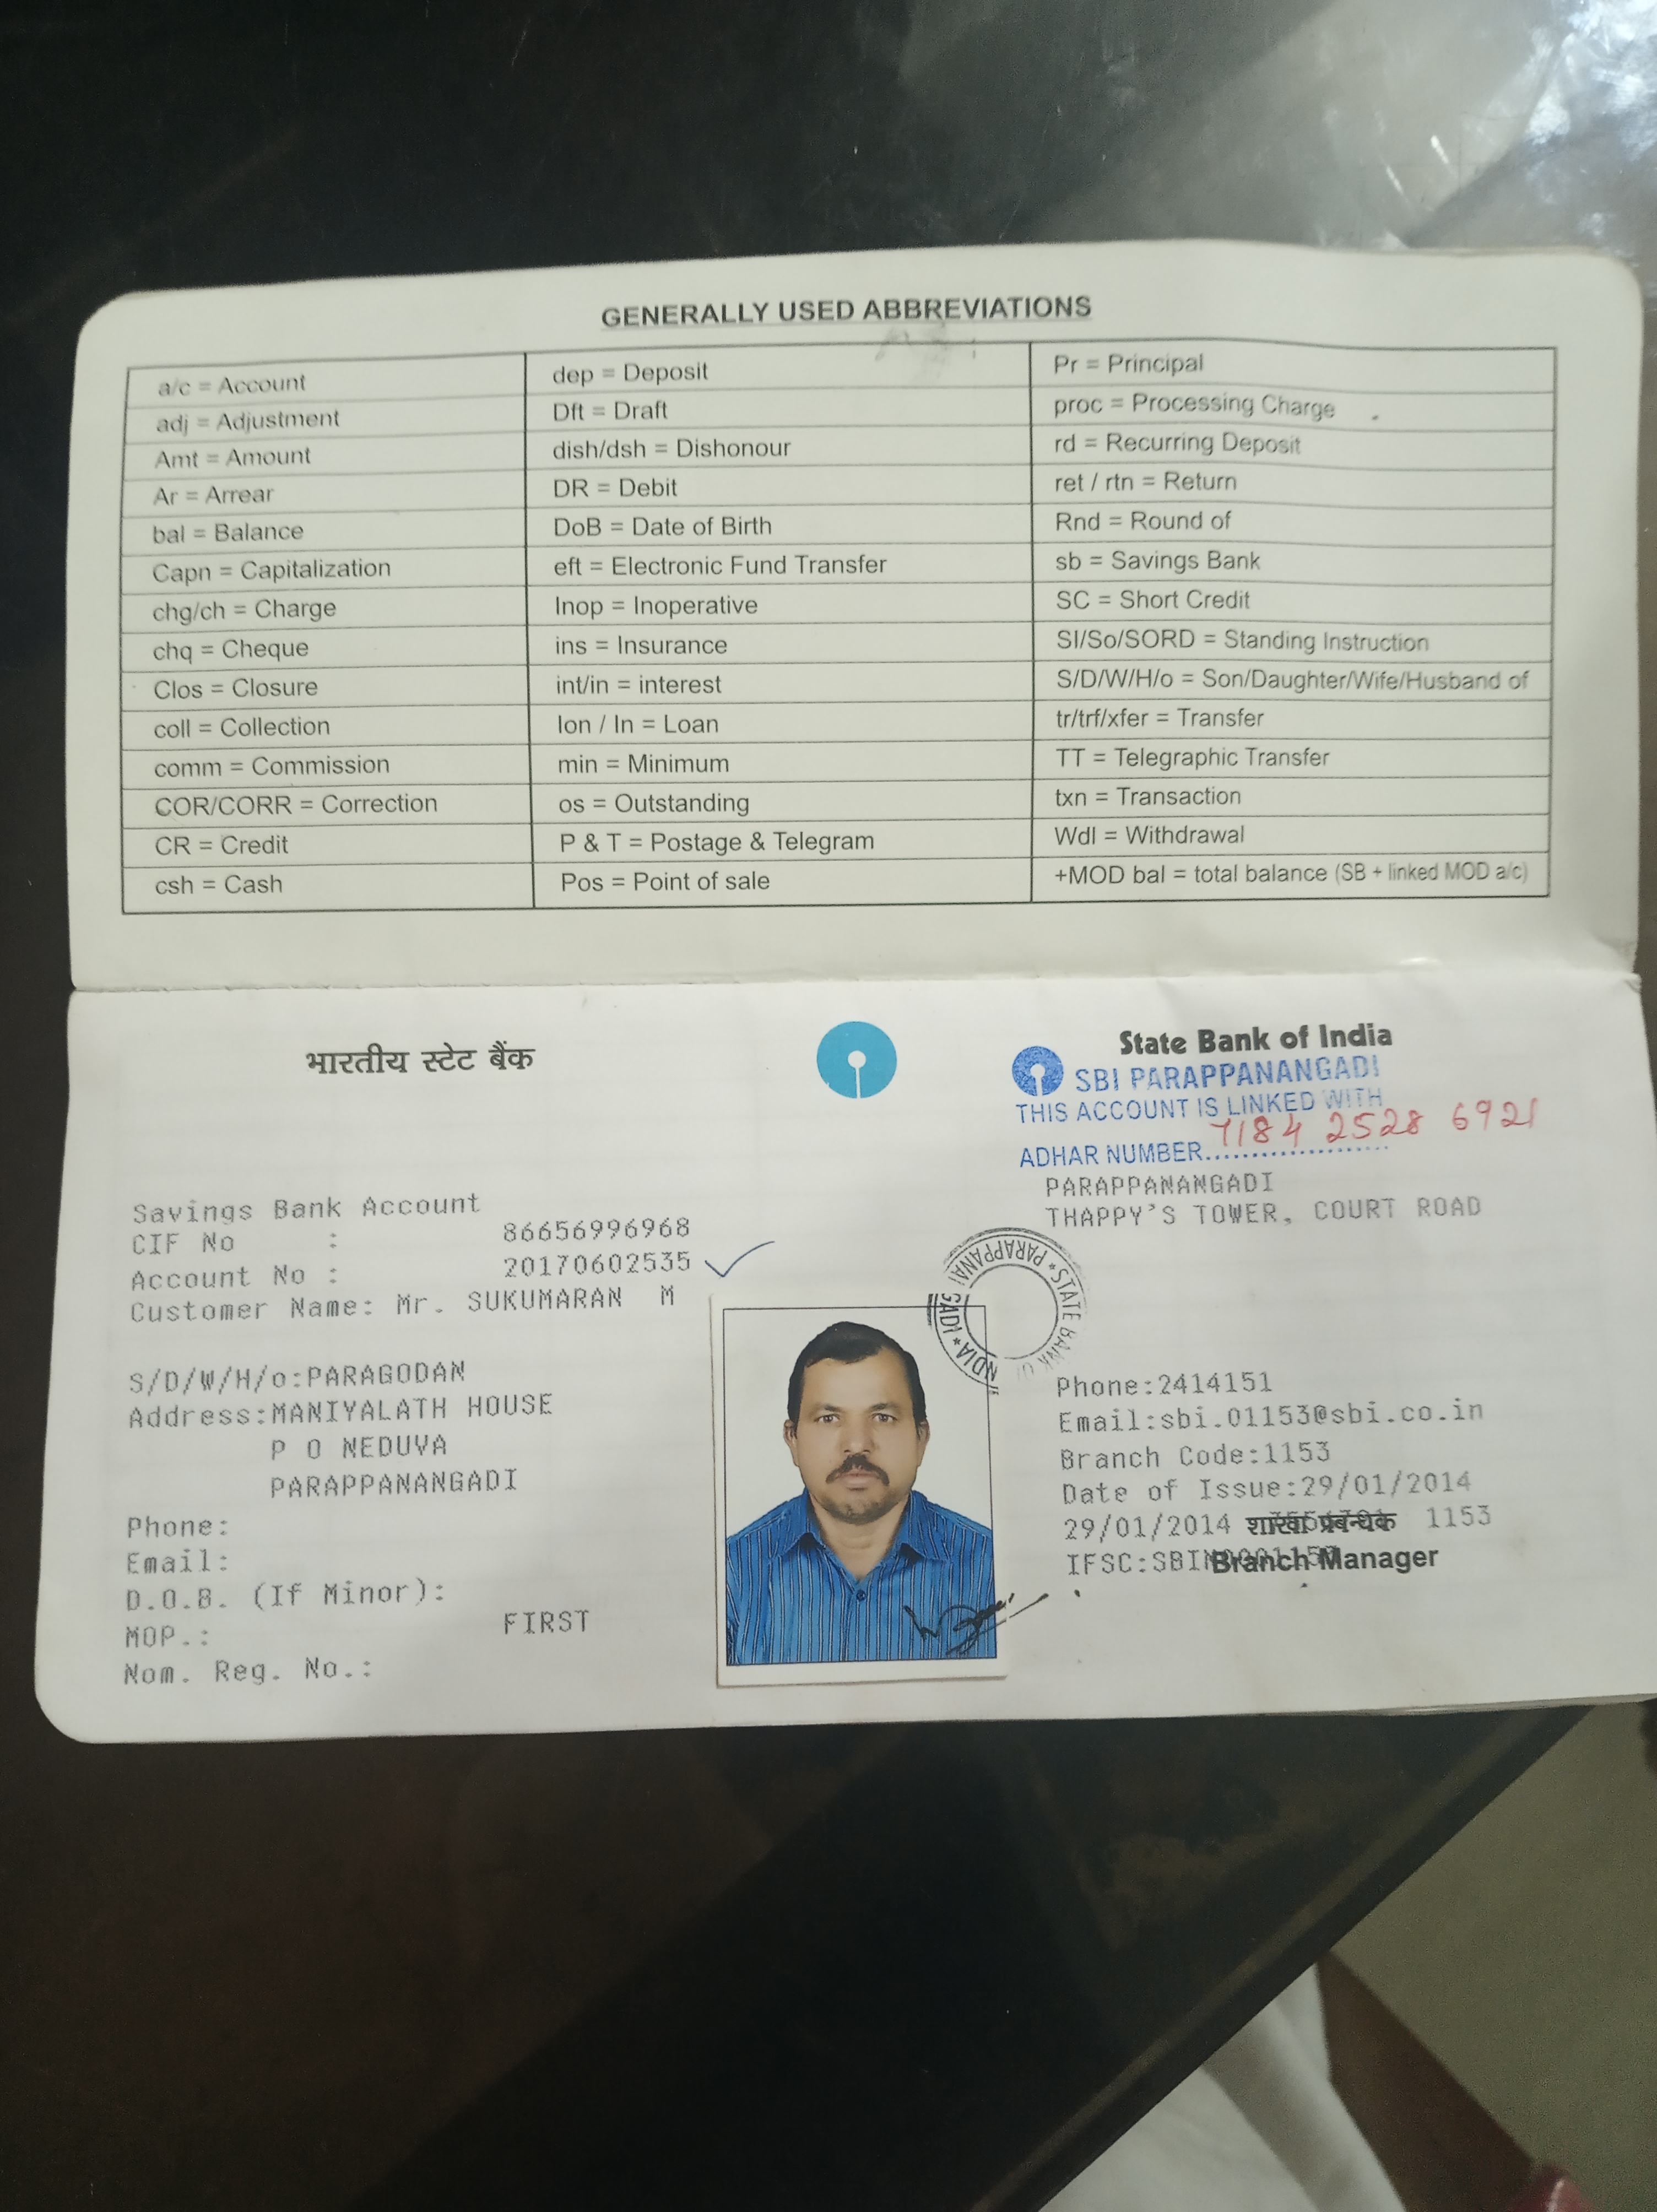 GENERALLY USED ABBREVIATIONS
a/c = Account
adj = Adjustment
Amt = Amount
Ar = Arrear
bal = Balance
Capn = Capitalization
chg/ch = Charge
chq = Cheque
Clos = Closure
coll = Collection
comm = Commission
COR/CORR = Correction
CR = Credit
csh = Cash
dep = Deposit
Dft = Draft
dish/dsh = Dishonour
DR = Debit
DoB = Date of Birth
eft = Electronic Fund Transfer
Inop = Inoperative
ins = Insurance
int/in = interest
lon / ln = Loan
min = Minimum
os = Outstanding
P & T = Postage & Telegram
Pos = Point of sale
Pr = Principal
proc = Processing Charge
rd = Recurring Deposit
ret / rtn = Return
Rnd = Round of
sb = Savings Bank
SC = Short Credit
SI/So/SORD = Standing Instruction
S/D/W/H/o = Son/Daughter/Wife/Husband of
tr/trf/xfer = Transfer
TT = Telegraphic Transfer
txn = Transaction
Wdl = Withdrawal
+MOD bal = total balance (SB + linked MOD a/c)
भारतीय स्टेट बैंक
State Bank of India
SBI PARAPPANANGADI
THIS ACCOUNT IS LINKED WITH
ADHAR NUMBER.................... 7184 2528 6921
PARAPPANANGADI
THAPPY'S TOWER, COURT ROAD
Savings Bank Account
CIF No : 86656996968
Account No : 20170602535
Customer Name: Mr. SUKUMARAN M
S/D/W/H/o:PARAGODAN
Address:MANIYALATH HOUSE
P O NEDUVA
PARAPPANANGADI
Phone:
Email:
D.O.B. (If Minor):
MOP.: FIRST
Nom. Reg. No.:
STATE BANK OF INDIA * PARAPPANANGADI *
Phone:2414151
Email:sbi.01153@sbi.co.in
Branch Code:1153
Date of Issue:29/01/2014
29/01/2014 शाखा प्रबन्धक 1153
IFSC:SBIN Branch Manager